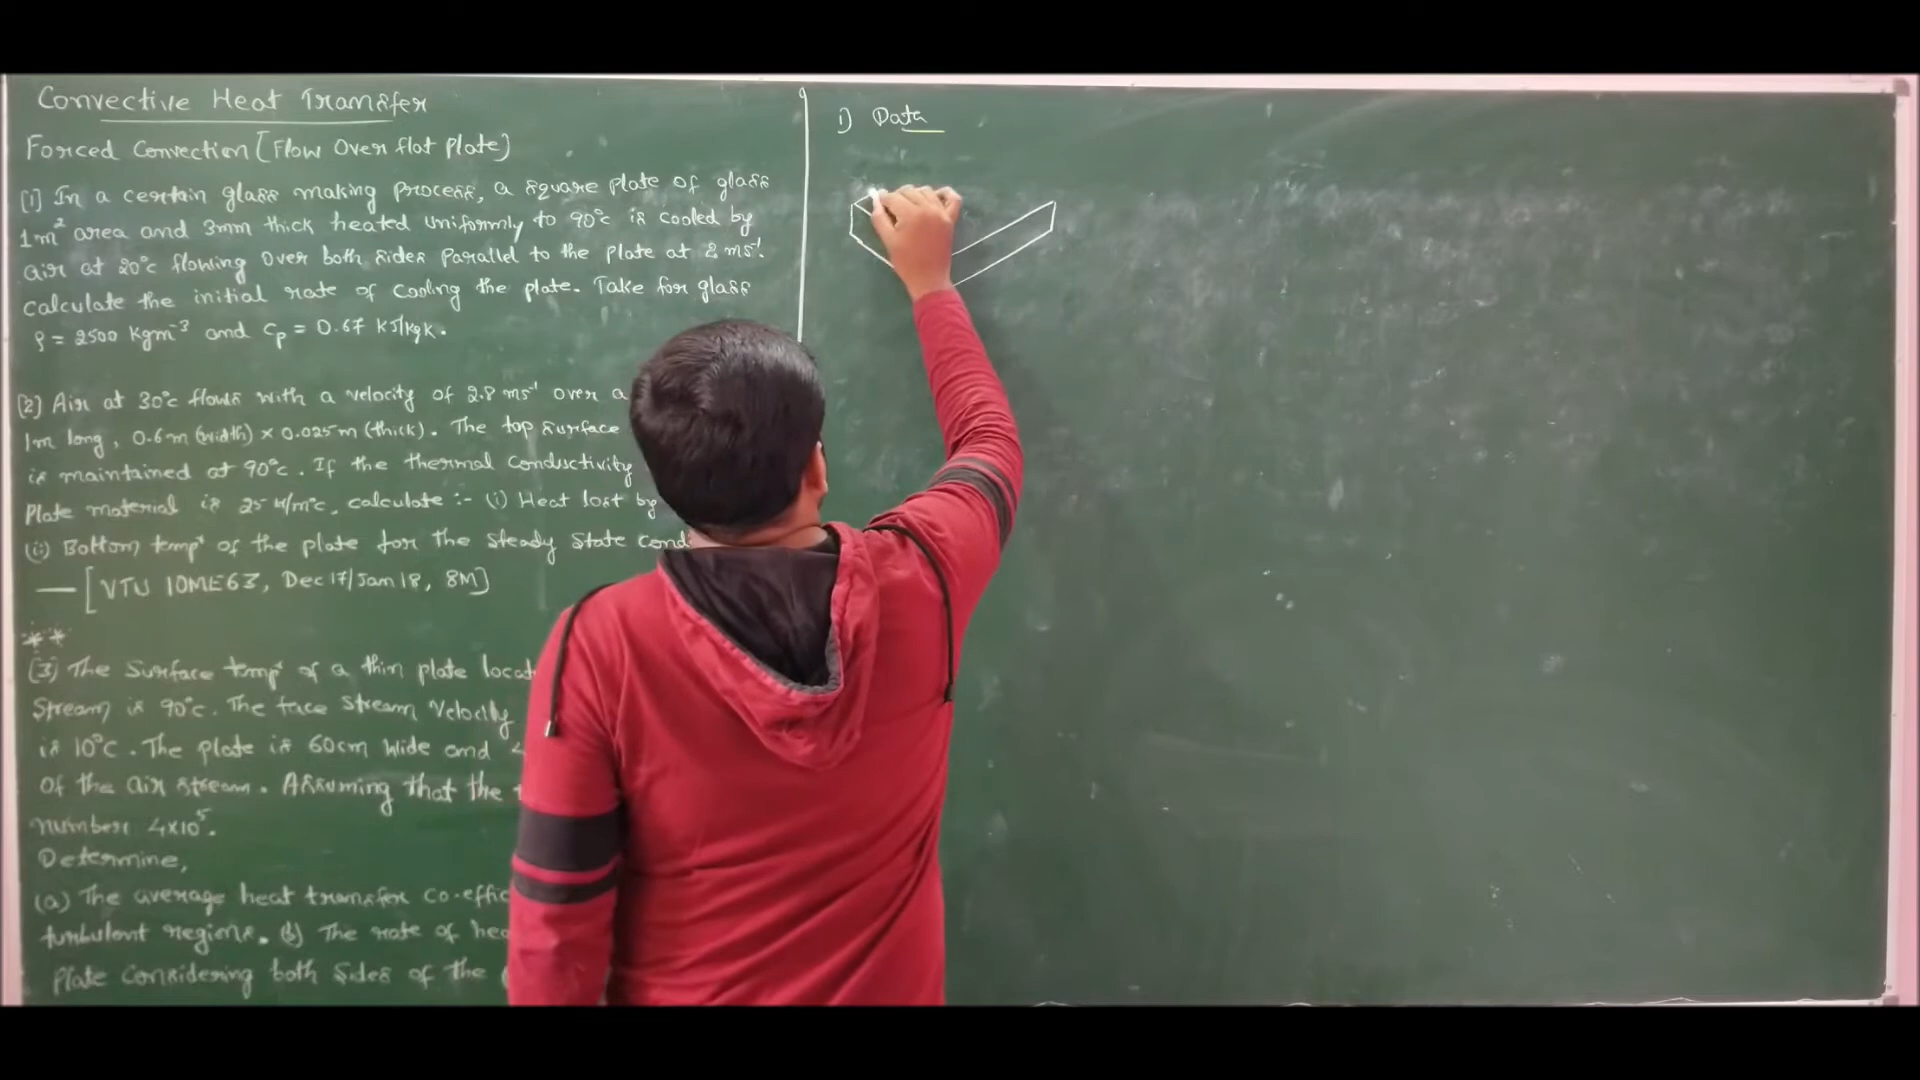 Convective Heat Transfer
Forced Convection [Flow Over flat plate]
[1] In a certain glass making process, a square plate of glass
1m² area and 3mm thick heated uniformly to 90°c is cooled by
air at 20°c flowing over both sides parallel to the plate at 2 ms⁻¹.
calculate the initial rate of cooling the plate. Take for glass
ρ = 2500 kgm⁻³ and Cp = 0.67 kJ/kgk.
[2] Air at 30°c flows with a velocity of 2.8 ms⁻¹ over a
1m long, 0.6m (width) × 0.025m (thick). The top surface
is maintained at 90°c. If the thermal conductivity
plate material is 25 W/m°c, calculate :- (i) Heat lost by
(ii) Bottom tempr of the plate for the steady state cond
— [VTU 10ME63, Dec 17/Jan 18, 8M]
**
(3) The surface tempr of a thin plate locat
stream is 90°c. The face stream velocity
is 10°C. The plate is 60cm wide and
of the air stream. Assuming that the
number 4×10⁵.
Determine,
(a) The average heat transfer co-effic
turbulent regions. (b) The rate of hea
plate considering both sides of the
1) Data